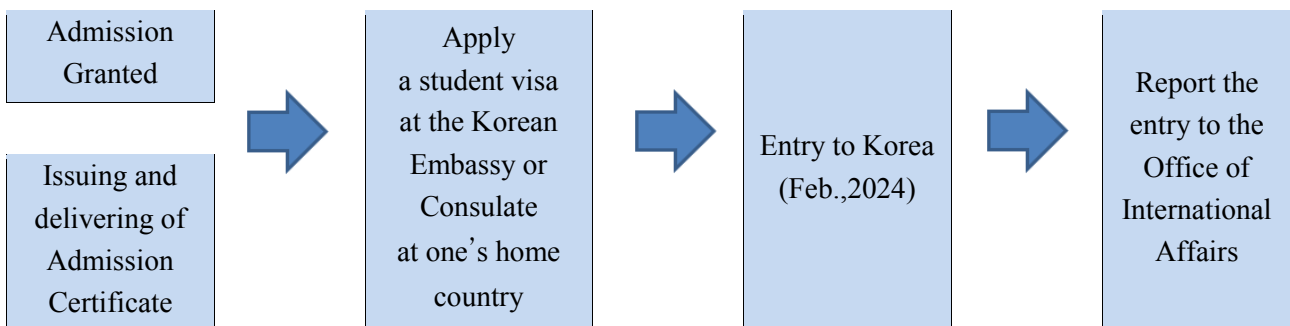 Admission
Granted
Issuing and
delivering of
Admission
Certificate
Apply
a student visa
at the Korean
Embassy or
Consulate
at one’s home
country
Entry to Korea
(Feb.,2024)
Report the
entry to the
Office of
International
Affairs